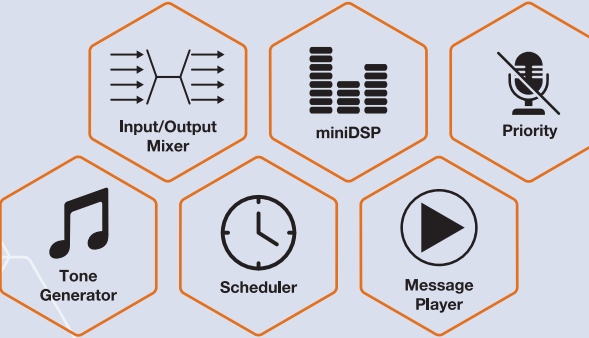 Input/Output
Mixer
miniDSP
Priority
Tone
Generator
Scheduler
Message
Player